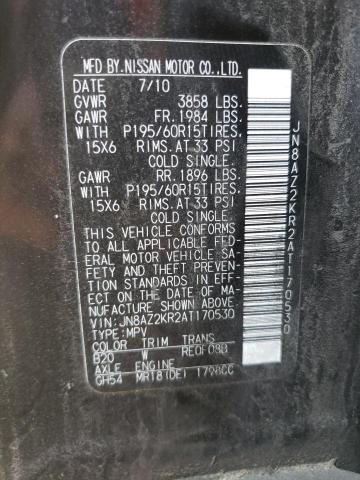 MFD BY. NISSAN MOTOR CO., LTD.
DATE 7/10
GVWR 3858 LBS.
GAWR FR. 1984 LBS.
WITH P195/60R15TIRES,
15X6 RIMS. AT 33 PSI
COLD SINGLE.
GAWR RR. 1896 LBS.
WITH P195/60R15TIRES,
15X6 RIMS. AT 33 PSI
COLD SINGLE.
THIS VEHICLE CONFORMS
TO ALL APPLICABLE FED-
ERAL MOTOR VEHICLE SA-
FETY AND THEFT PREVE-
NTION STANDARDS IN EFF-
ECT ON THE DATE OF MA-
NUFACTURE SHOWN ABOVE.
VIN: JN8AZ2KR2AT170530
TYPE: MPV
COLOR TRIM TRANS
B20 W RE0F08B
AXLE ENGINE
GH54 MR18(DE) 1798CC
JN8AZ2KR2AT170530